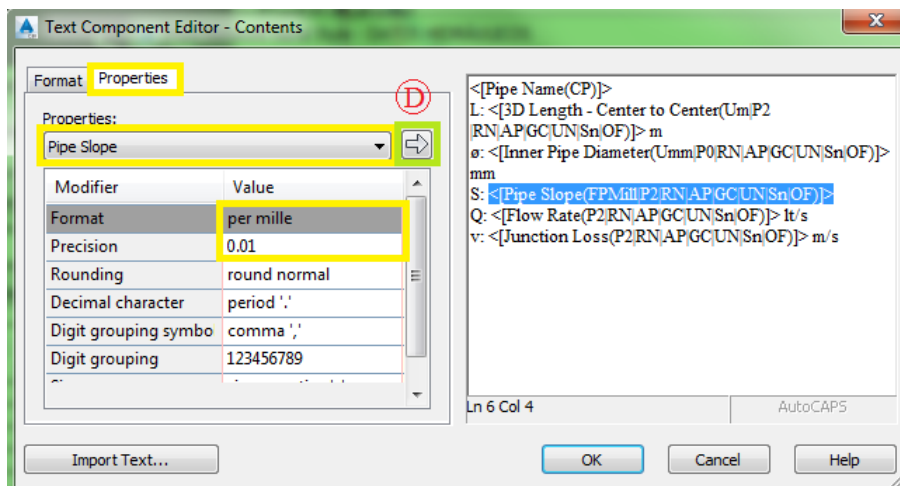 Text Component Editor - Contents
Format
Properties
D
Properties:
Pipe Slope
Modifier Value
Format per mille
Precision 0.01
Rounding round normal
Decimal character period '.'
Digit grouping symbo comma ','
Digit grouping 123456789
<[Pipe Name(CP)]>
L: <[3D Length - Center to Center(Um|P2
|RN|AP|GC|UN|Sn|OF)]> m
ø: <[Inner Pipe Diameter(Umm|P0|RN|AP|GC|UN|Sn|OF)]>
mm
S: <[Pipe Slope(FPMill|P2|RN|AP|GC|UN|Sn|OF)]>
Q: <[Flow Rate(P2|RN|AP|GC|UN|Sn|OF)]> lt/s
v: <[Junction Loss(P2|RN|AP|GC|UN|Sn|OF)]> m/s
Ln 6 Col 4
AutoCAPS
Import Text...
OK
Cancel
Help